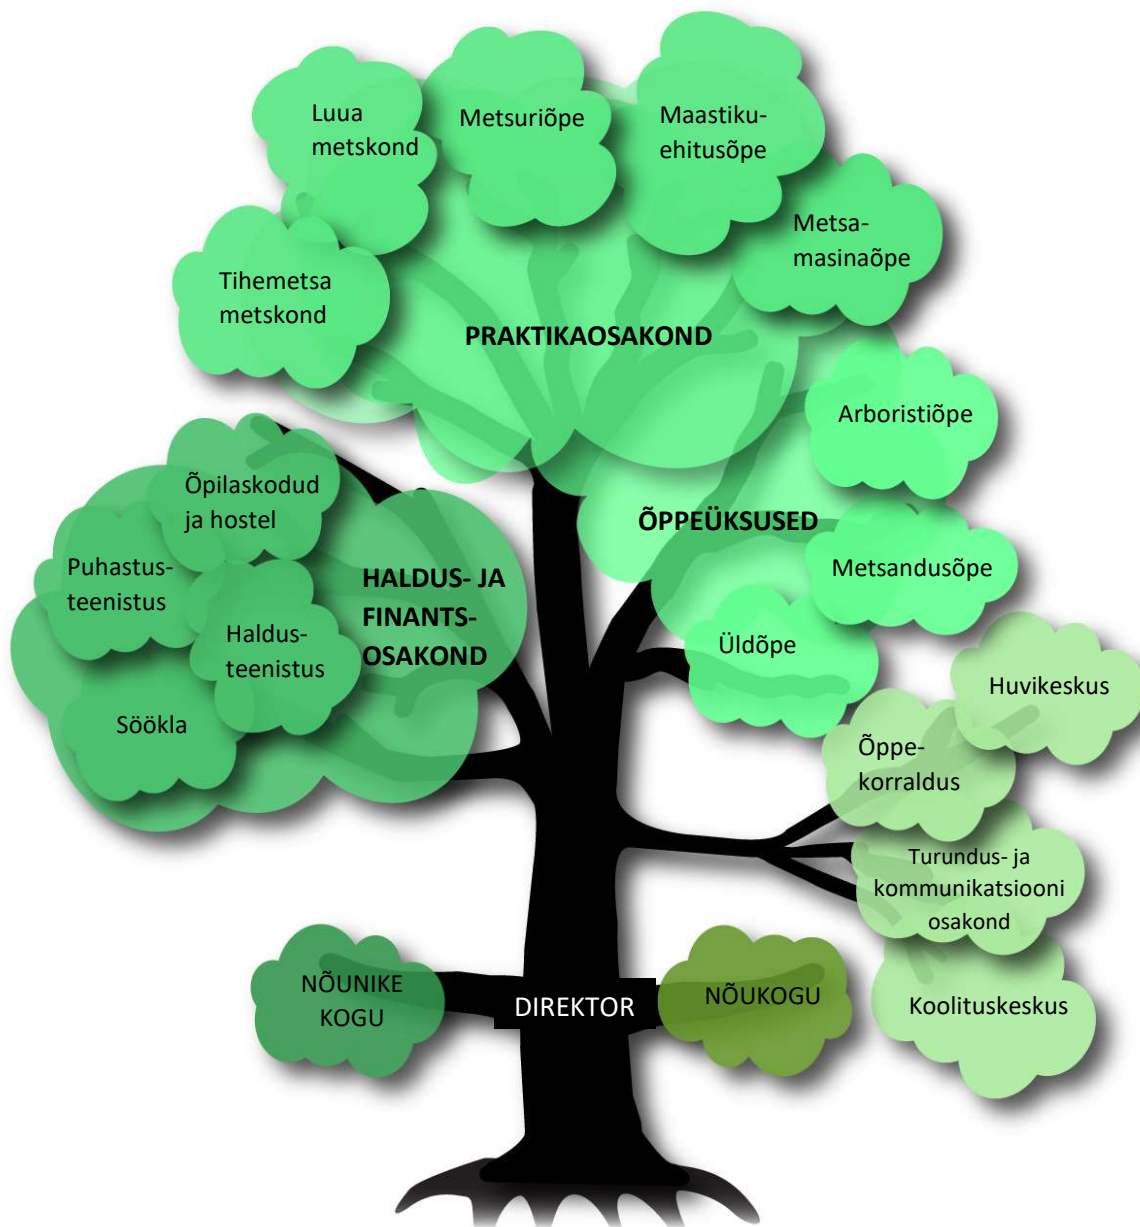 Luua
metskond
Metsuriõpe
Maastiku-
ehitusõpe
Metsa-
masinaõpe
Tihemetsa
metskond
PRAKTIKAOSAKOND
Arboristiõpe
Õpilaskodud
ja hostel
ÕPPEÜKSUSED
Puhastus-
teenistus
HALDUS- JA
FINANTS-
OSAKOND
Metsandusõpe
Haldus-
teenistus
Üldõpe
Söökla
Huvikeskus
Õppe-
korraldus
Turundus- ja
kommunikatsiooni
osakond
NÕUNIKE
KOGU
DIREKTOR
NÕUKOGU
Koolituskeskus